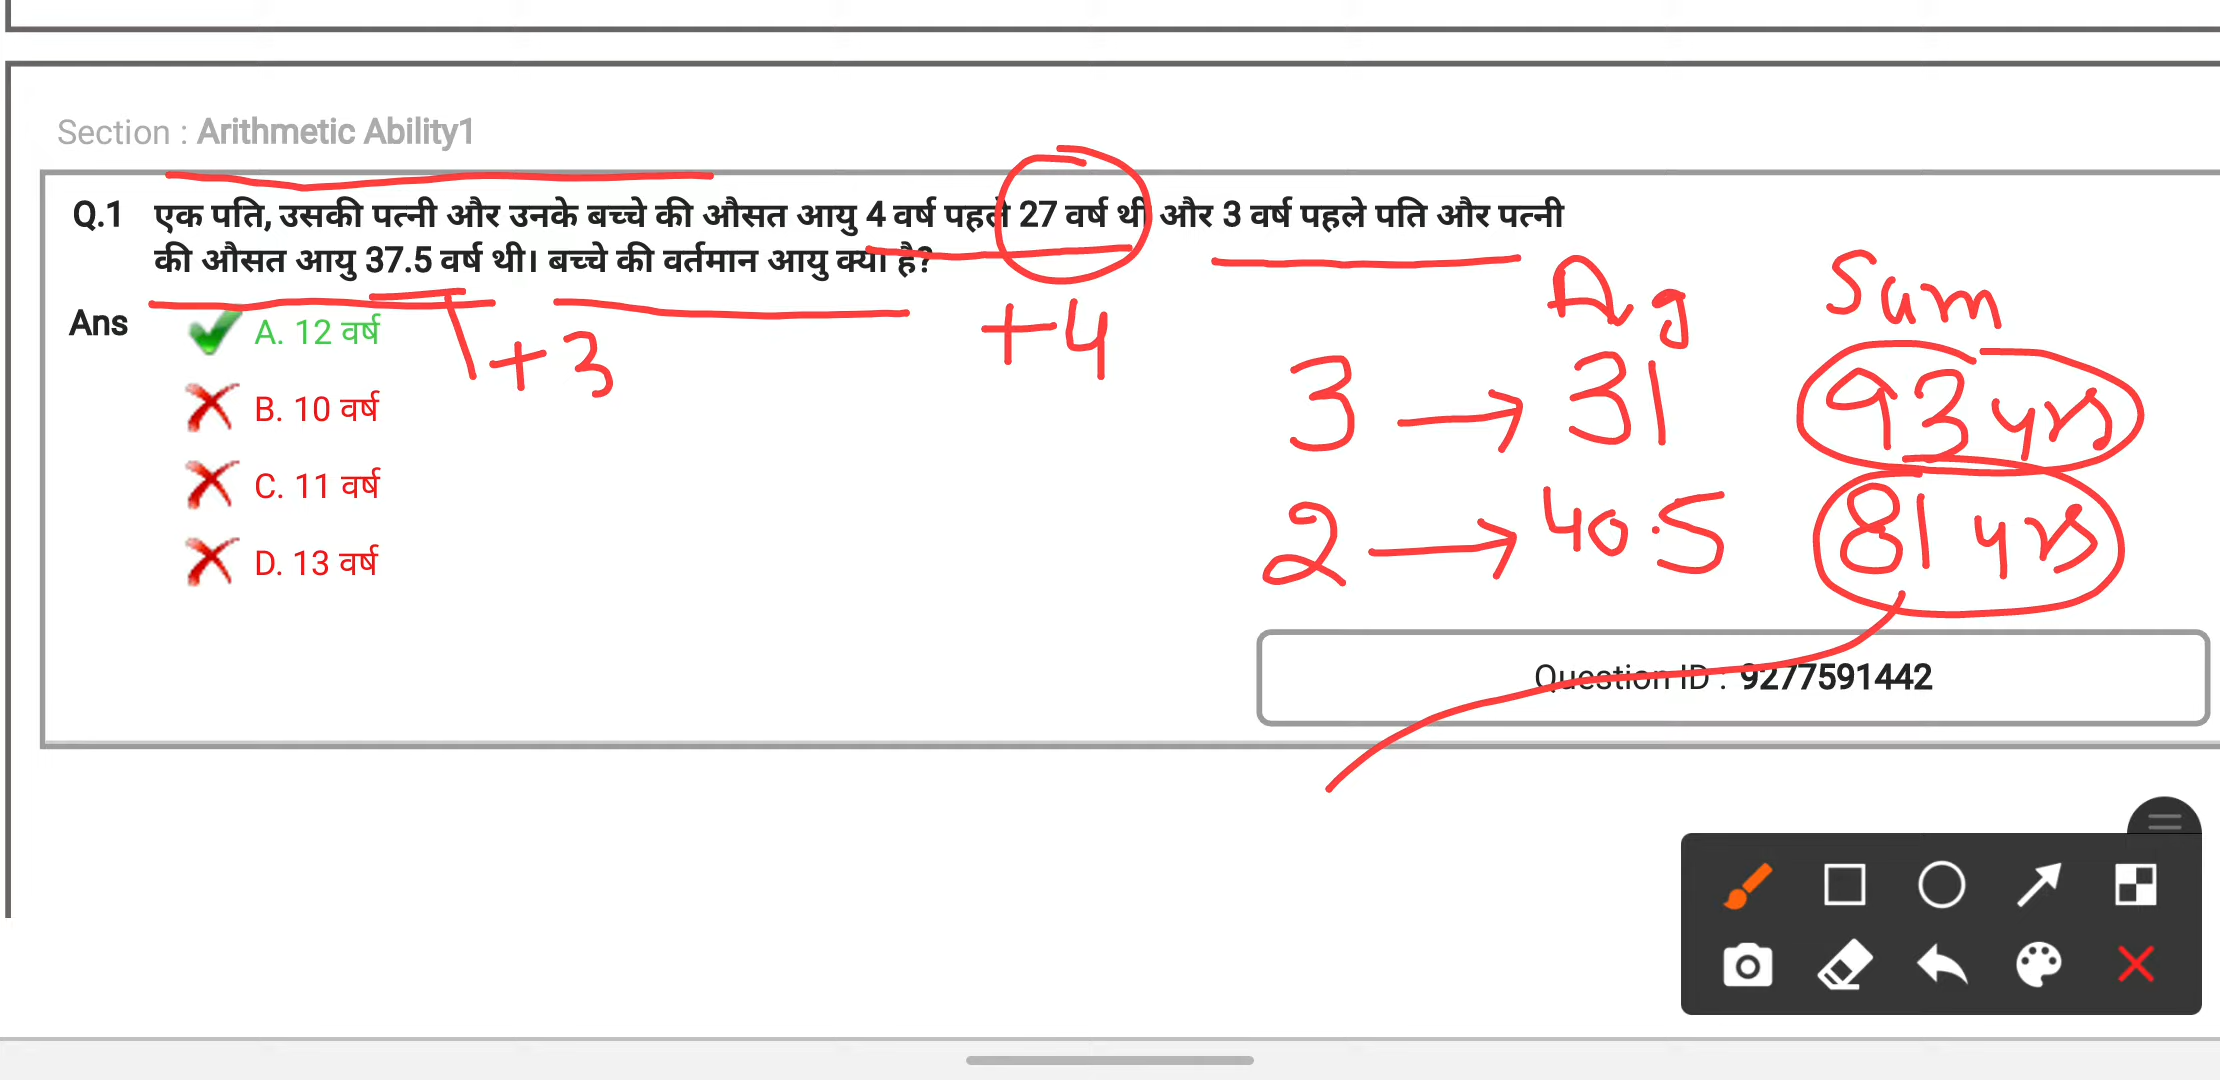 Section : Arithmetic Ability1
Q.1 एक पति, उसकी पत्नी और उनके बच्चे की औसत आयु 4 वर्ष पहले 27 वर्ष थी और 3 वर्ष पहले पति और पत्नी
की औसत आयु 37.5 वर्ष थी। बच्चे की वर्तमान आयु क्या है?
Ans A. 12 वर्ष
B. 10 वर्ष
C. 11 वर्ष
D. 13 वर्ष
+3
+4
Avg Sum
3 → 31 93 yrs
2 → 40.5 81 yrs
Question ID : 9277591442